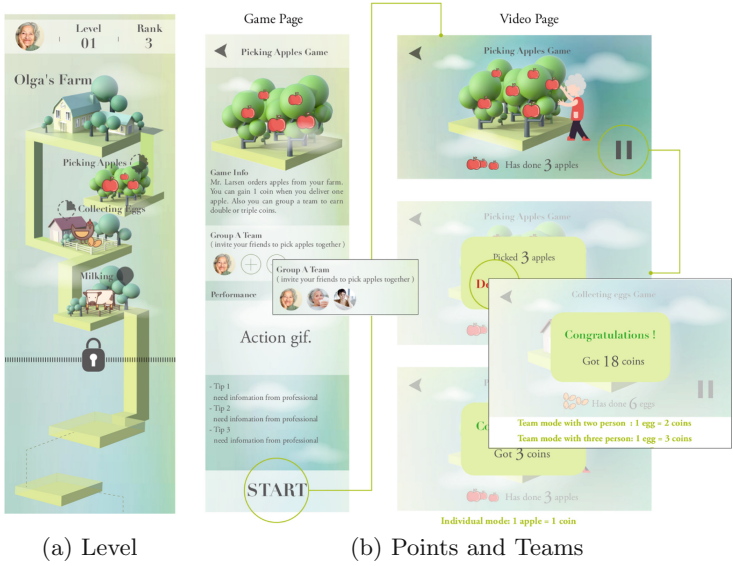 Level
01
Rank
3
Olga's Farm
Picking Apples
Collecting Eggs
Milking
(a) Level
Game Page
Picking Apples Game
Game Info
Mr. Larsen orders apples from your farm.
You can gain 1 coin when you deliver one
apple. Also you can group a team to earn
double or triple coins.
Group A Team
( invite your friends to pick apples together )
Performance
Action gif.
- Tip 1
need infomation from professional
- Tip 2
need infomation from professional
- Tip 3
need infomation from professional
START
Group A Team
( invite your friends to pick apples together )
Video Page
Picking Apples Game
Has done 3 apples
Picking Apples Game
Picked 3 apples
Collecting eggs Game
Congratulations !
Got 18 coins
Has done 6 eggs
Team mode with two person : 1 egg = 2 coins
Team mode with three person: 1 egg = 3 coins
Got 3 coins
Has done 3 apples
Individual mode: 1 apple = 1 coin
(b) Points and Teams